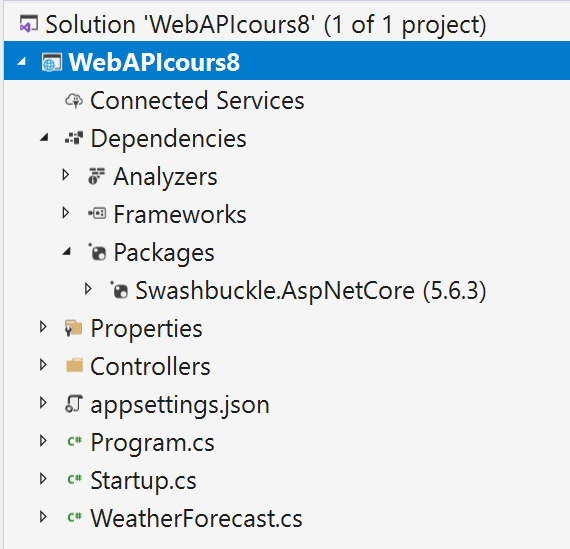 Solution 'WebAPIcours8' (1 of 1 project)
WebAPIcours8
Connected Services
Dependencies
Analyzers
Frameworks
Packages
Swashbuckle.AspNetCore (5.6.3)
Properties
Controllers
appsettings.json
C# Program.cs
C# Startup.cs
C# WeatherForecast.cs